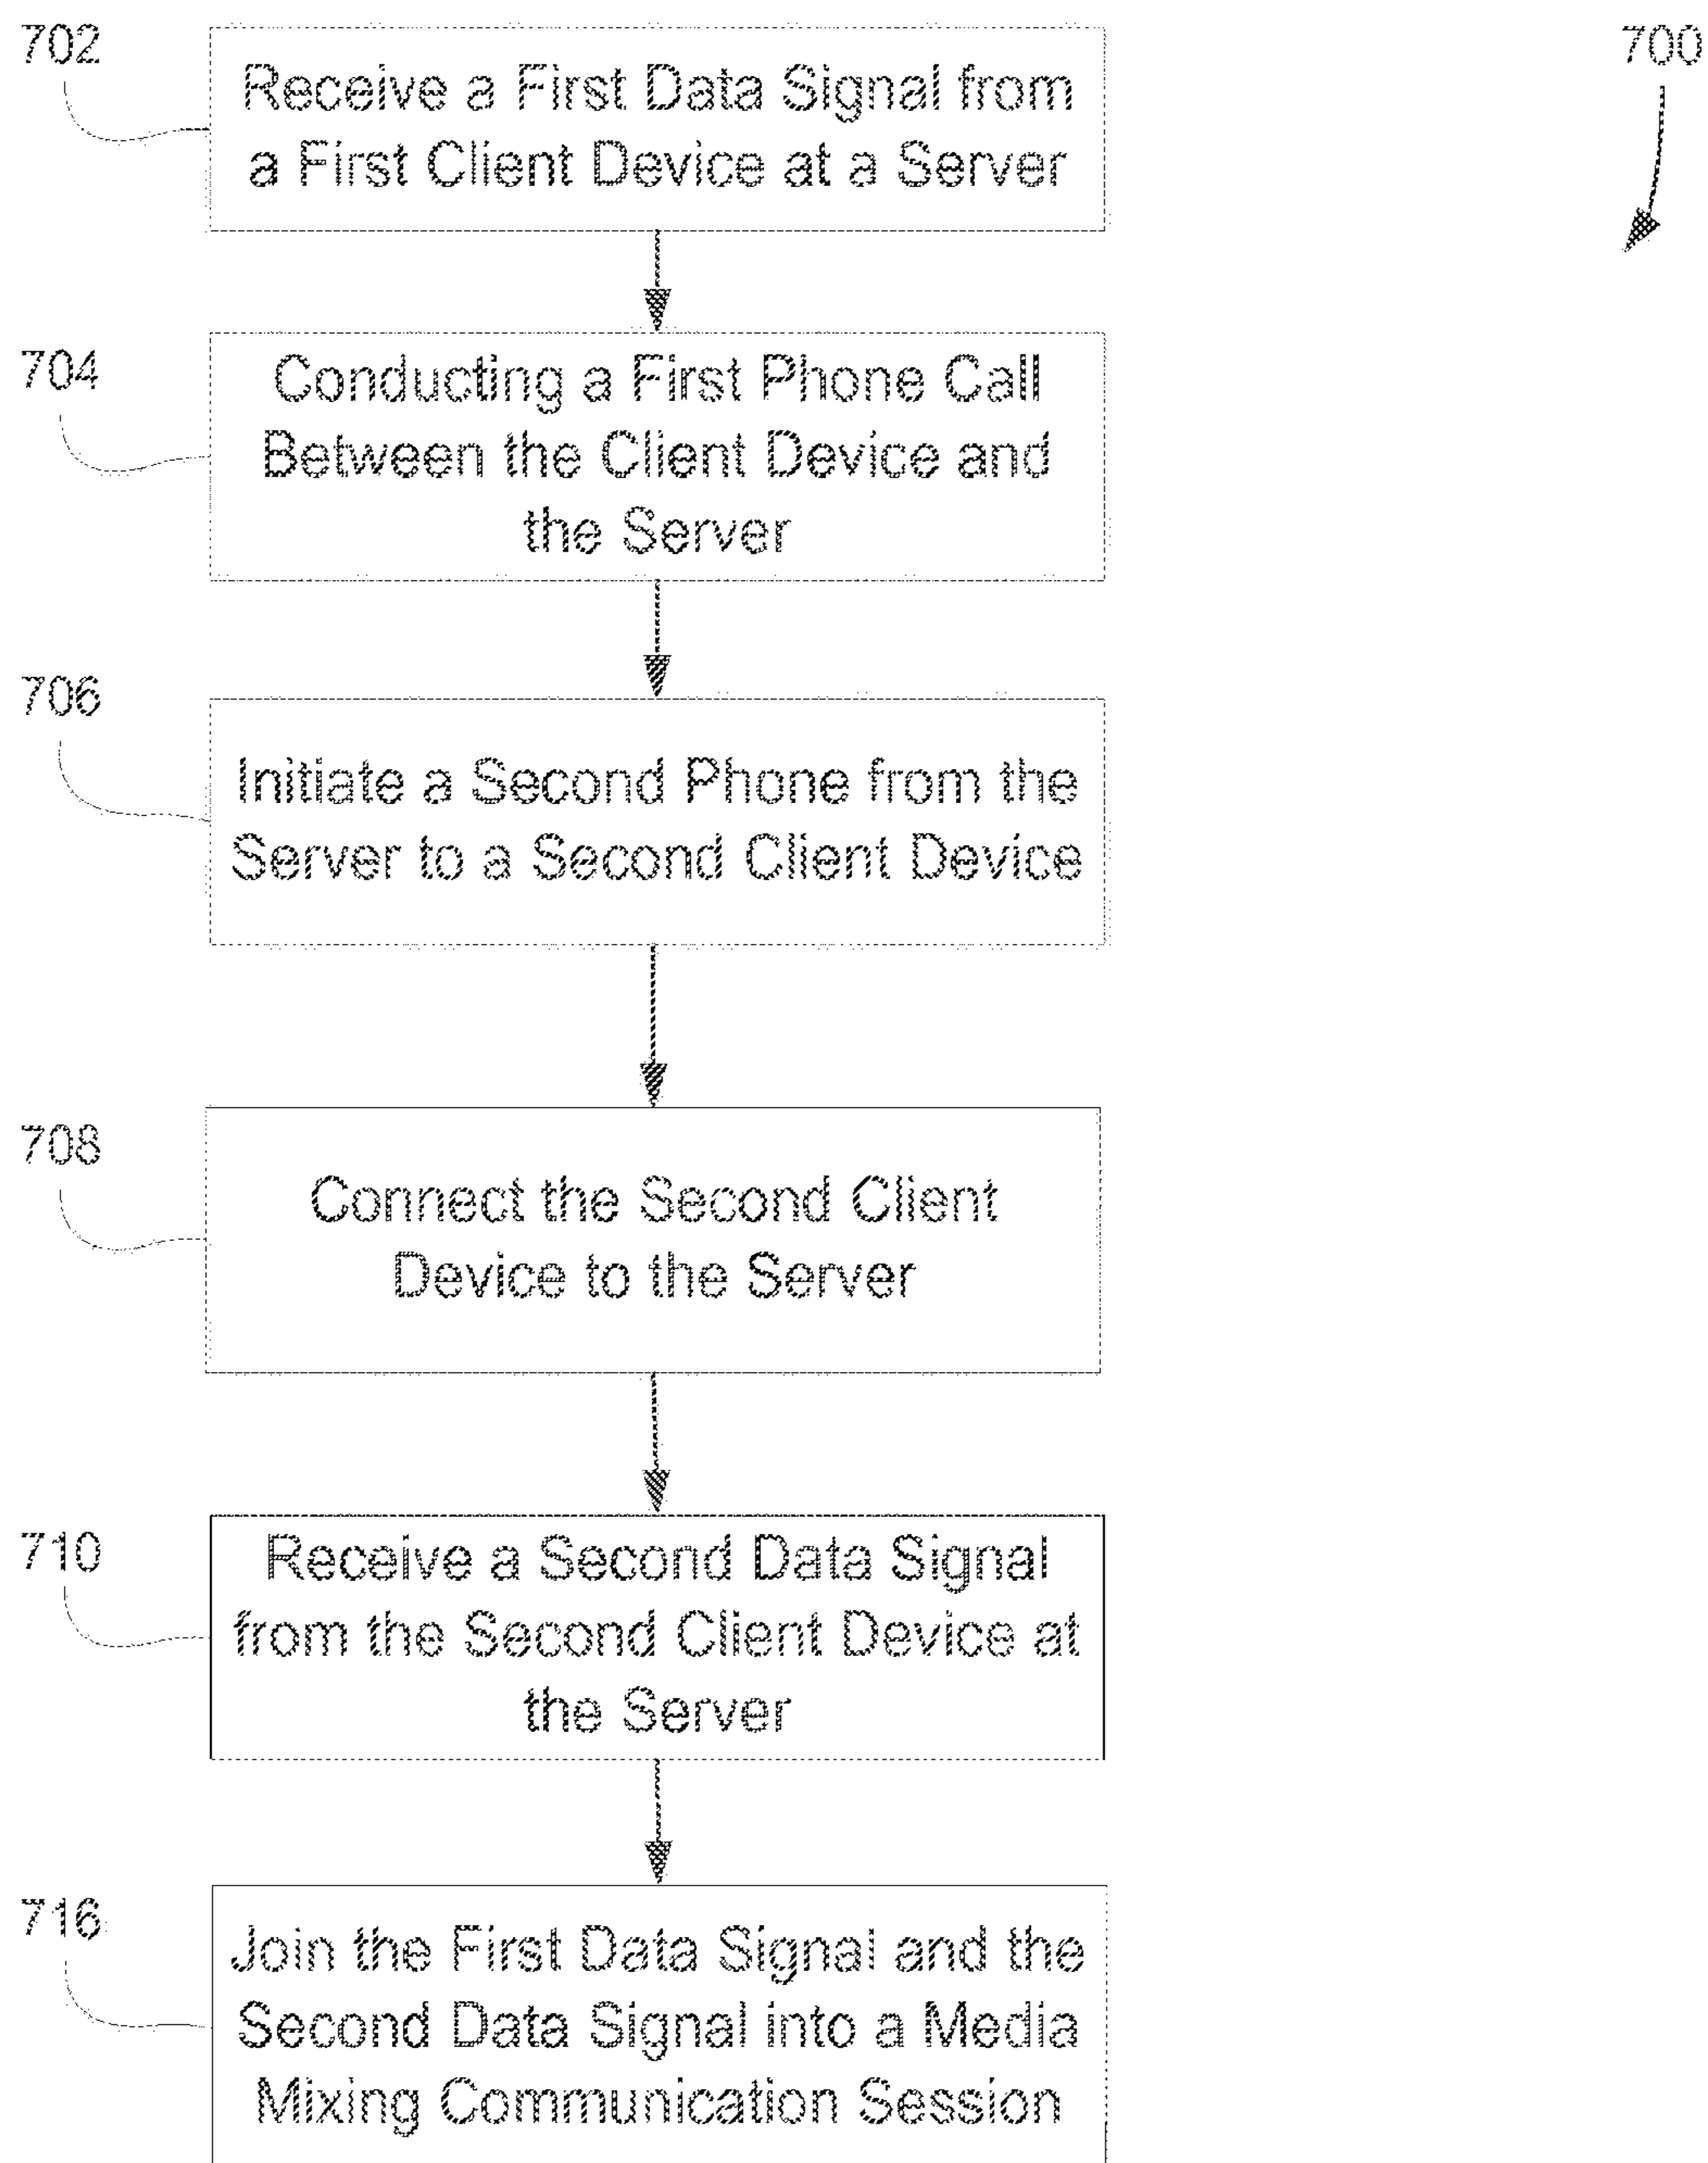 702
700
Receive a First Data Signal from
a First Client Device at a Server
704
Conducting a First Phone Call
Between the Client Device and
the Server
706
Initiate a Second Phone from the
Server to a Second Client Device
708
Connect the Second Client
Device to the Server
710
Receive a Second Data Signal
from the Second Client Device at
the Server
716
Join the First Data Signal and the
Second Data Signal into a Media
Mixing Communication Session